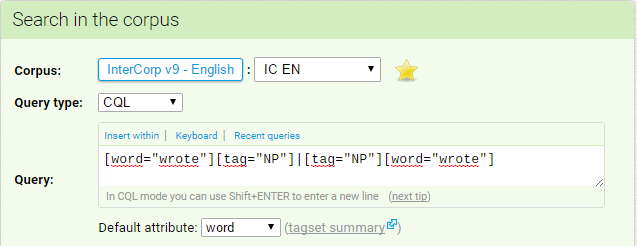 Search in the corpus
Corpus: InterCorp v9 - English : IC EN
Query type: CQL
Insert within | Keyboard | Recent queries
[word="wrote"][tag="NP"]|[tag="NP"][word="wrote"]
Query:
In CQL mode you can use Shift+ENTER to enter a new line (next tip)
Default attribute: word (tagset summary)